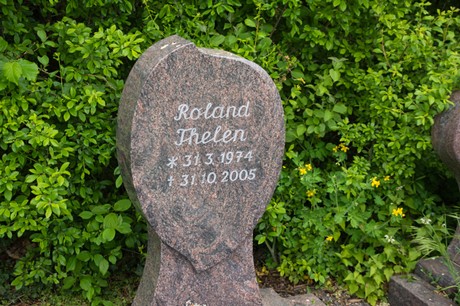 Roland
Thelen
* 31.3.1974
† 31.10.2005